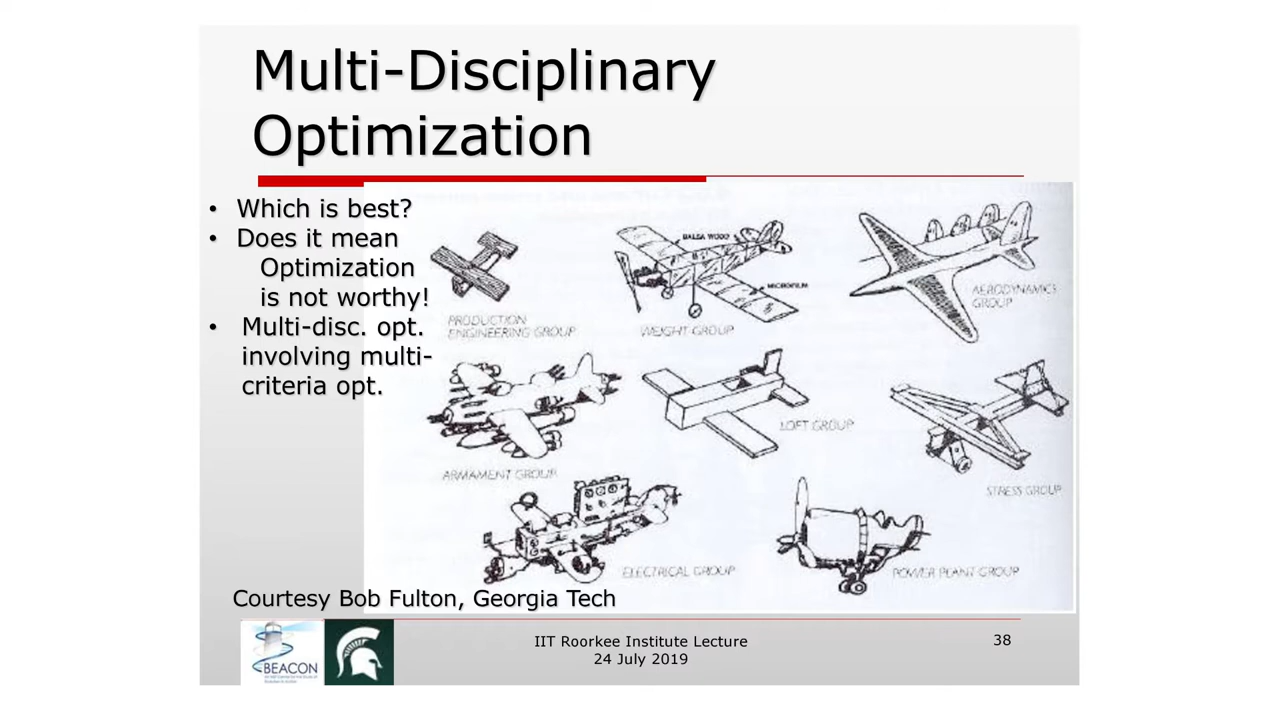 Multi-Disciplinary
Optimization
• Which is best?
• Does it mean
Optimization
is not worthy!
• Multi-disc. opt.
involving multi-
criteria opt.
BALSA WOOD
MICROFILM
PRODUCTION
ENGINEERING GROUP
WEIGHT GROUP
AERODYNAMICS
GROUP
ARMAMENT GROUP
LOFT GROUP
STRESS GROUP
ELECTRICAL GROUP
POWER PLANT GROUP
Courtesy Bob Fulton, Georgia Tech
BEACON
IIT Roorkee Institute Lecture
24 July 2019
38